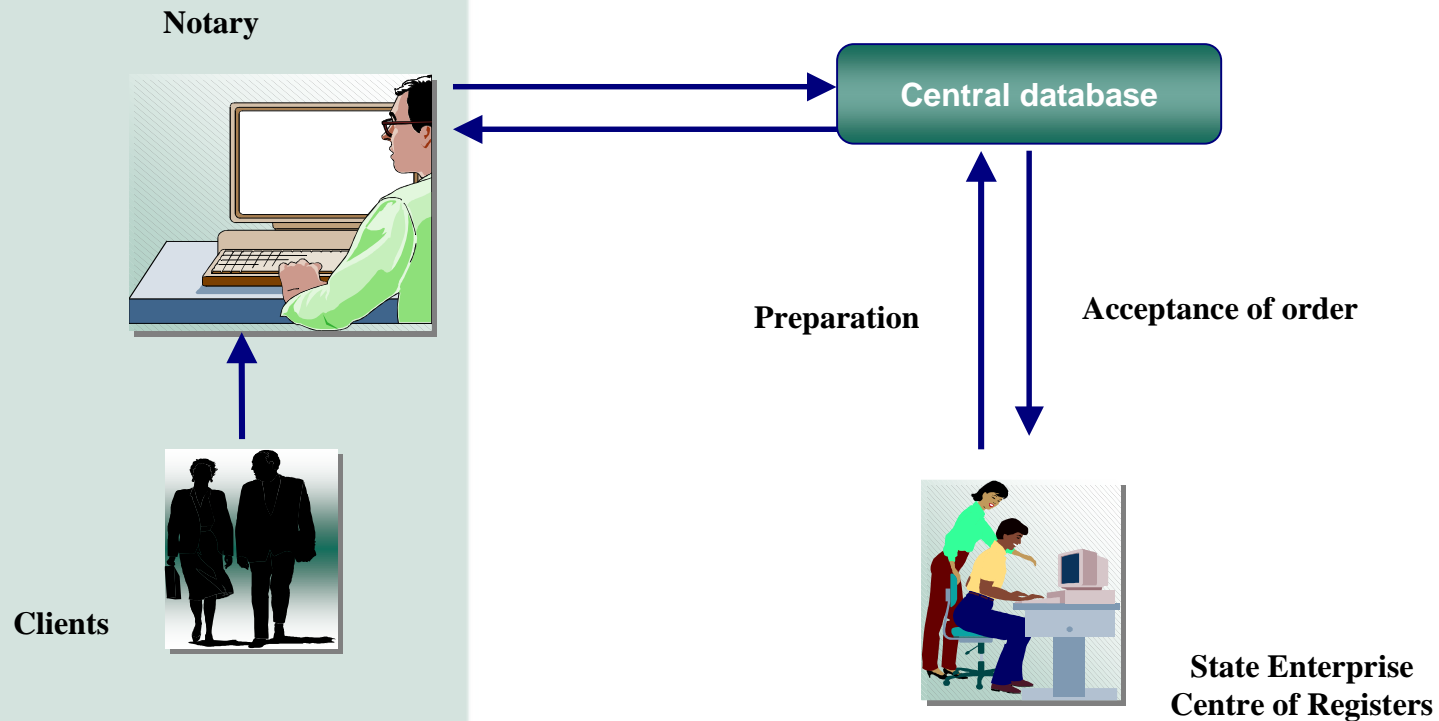 Notary
Central database
Preparation
Acceptance of order
Clients
State Enterprise
Centre of Registers